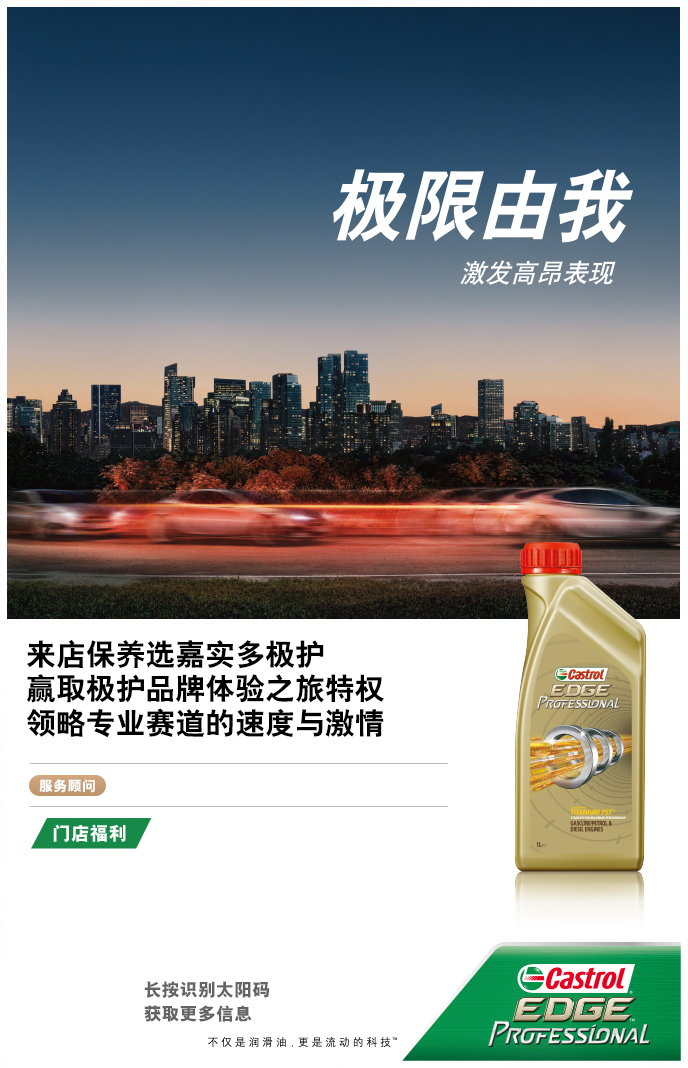 极限由我
激发高昂表现
来店保养选嘉实多极护
赢取极护品牌体验之旅特权
领略专业赛道的速度与激情
Castrol
EDGE
PROFESSIONAL
TITANIUM FST™
GASOLINE/PETROL &
DIESEL ENGINES
1L
服务顾问
门店福利
长按识别太阳码
获取更多信息
不仅是润滑油，更是流动的科技™
Castrol
EDGE
PROFESSIONAL